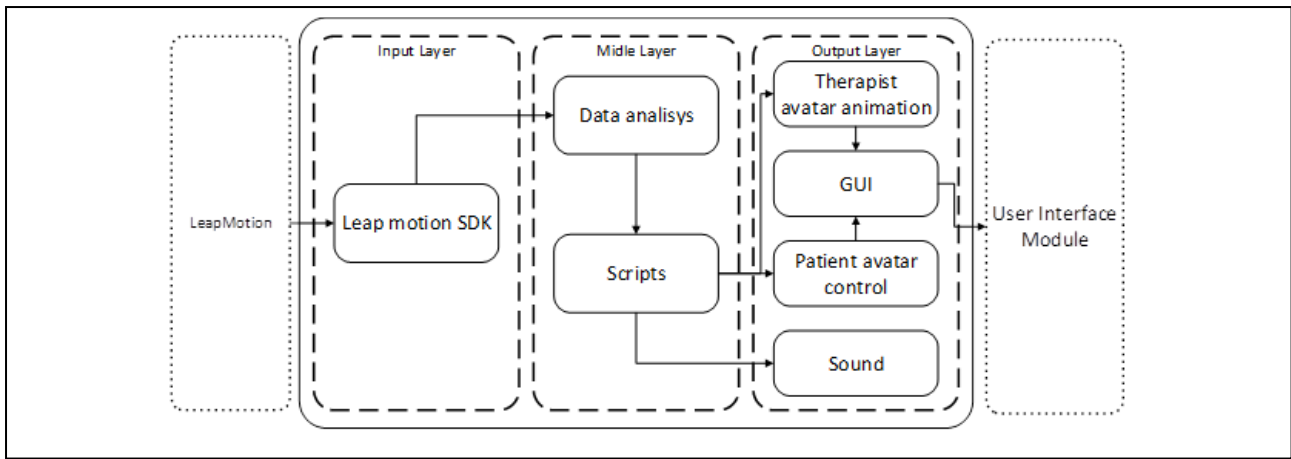 Input Layer
Midle Layer
Output Layer
Therapist
avatar animation
Data analisys
GUI
LeapMotion
Leap motion SDK
User Interface
Module
Scripts
Patient avatar
control
Sound